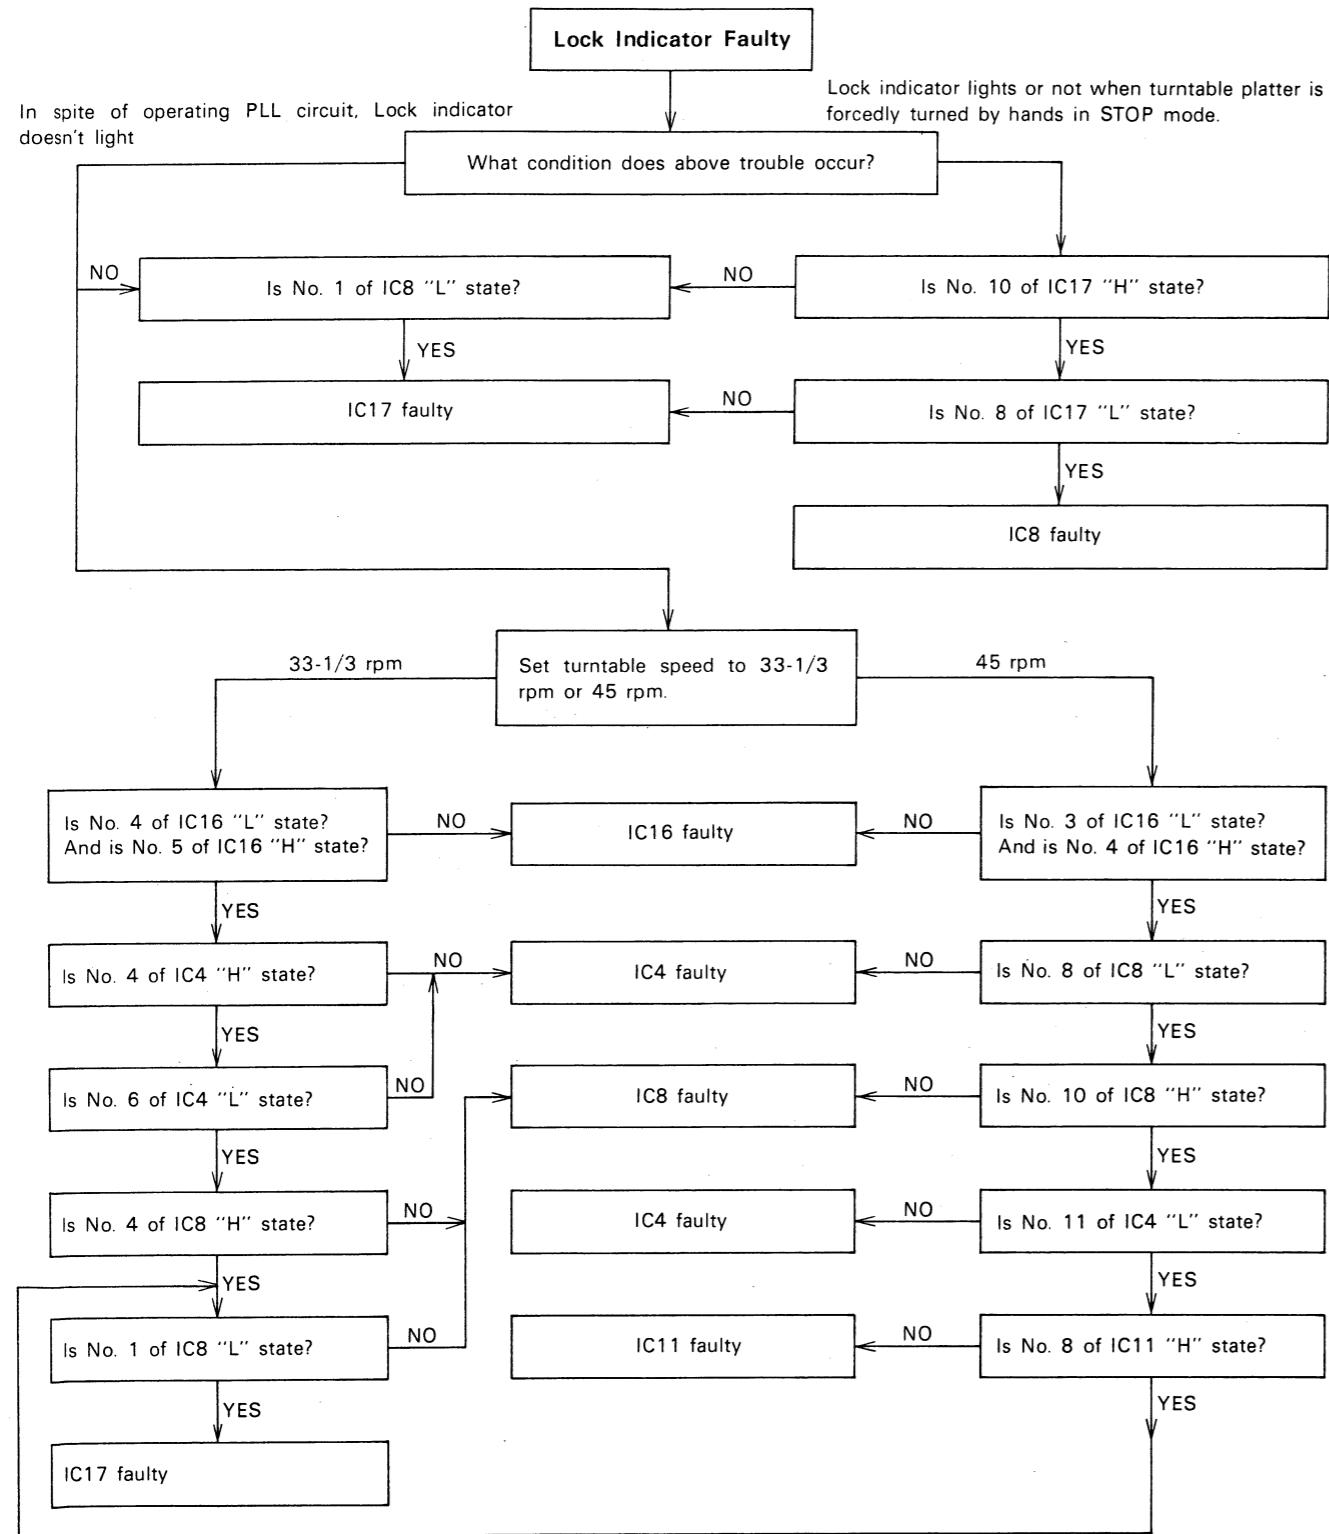 Lock Indicator Faulty
In spite of operating PLL circuit, Lock indicator
doesn't light
Lock indicator lights or not when turntable platter is
forcedly turned by hands in STOP mode.
What condition does above trouble occur?
NO
Is No. 1 of IC8 "L" state?
NO
Is No. 10 of IC17 "H" state?
YES
YES
IC17 faulty
NO
Is No. 8 of IC17 "L" state?
YES
IC8 faulty
33-1/3 rpm
Set turntable speed to 33-1/3
rpm or 45 rpm.
45 rpm
Is No. 4 of IC16 "L" state?
And is No. 5 of IC16 "H" state?
NO
IC16 faulty
NO
Is No. 3 of IC16 "L" state?
And is No. 4 of IC16 "H" state?
YES
YES
Is No. 4 of IC4 "H" state?
NO
IC4 faulty
NO
Is No. 8 of IC8 "L" state?
YES
YES
Is No. 6 of IC4 "L" state?
NO
IC8 faulty
NO
Is No. 10 of IC8 "H" state?
YES
YES
Is No. 4 of IC8 "H" state?
NO
IC4 faulty
NO
Is No. 11 of IC4 "L" state?
YES
YES
Is No. 1 of IC8 "L" state?
NO
IC11 faulty
NO
Is No. 8 of IC11 "H" state?
YES
YES
IC17 faulty